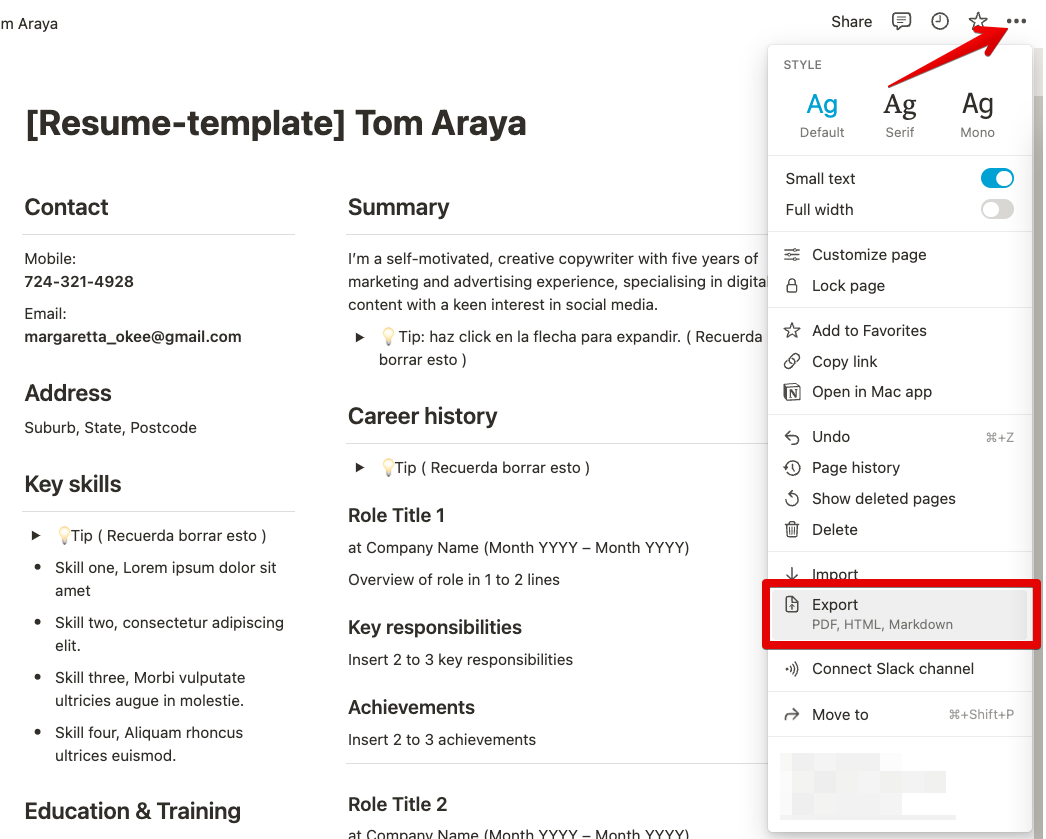 m Araya
Share
[Resume-template] Tom Araya
Contact
Mobile:
724-321-4928
Email:
margaretta_okee@gmail.com
Address
Suburb, State, Postcode
Key skills
💡Tip ( Recuerda borrar esto )
Skill one, Lorem ipsum dolor sit
amet
Skill two, consectetur adipiscing
elit.
Skill three, Morbi vulputate
ultricies augue in molestie.
Skill four, Aliquam rhoncus
ultrices euismod.
Education & Training
Summary
I’m a self-motivated, creative copywriter with five years of
marketing and advertising experience, specialising in digital
content with a keen interest in social media.
💡Tip: haz click en la flecha para expandir. ( Recuerda
borrar esto )
Career history
💡Tip ( Recuerda borrar esto )
Role Title 1
at Company Name (Month YYYY – Month YYYY)
Overview of role in 1 to 2 lines
Key responsibilities
Insert 2 to 3 key responsibilities
Achievements
Insert 2 to 3 achievements
Role Title 2
at Company Name (Month YYYY – Month YYYY)
STYLE
Ag Ag Ag
Default Serif Mono
Small text
Full width
Customize page
Lock page
Add to Favorites
Copy link
Open in Mac app
Undo ⌘+Z
Page history
Show deleted pages
Delete
Import
Export
PDF, HTML, Markdown
Connect Slack channel
Move to ⌘+Shift+P